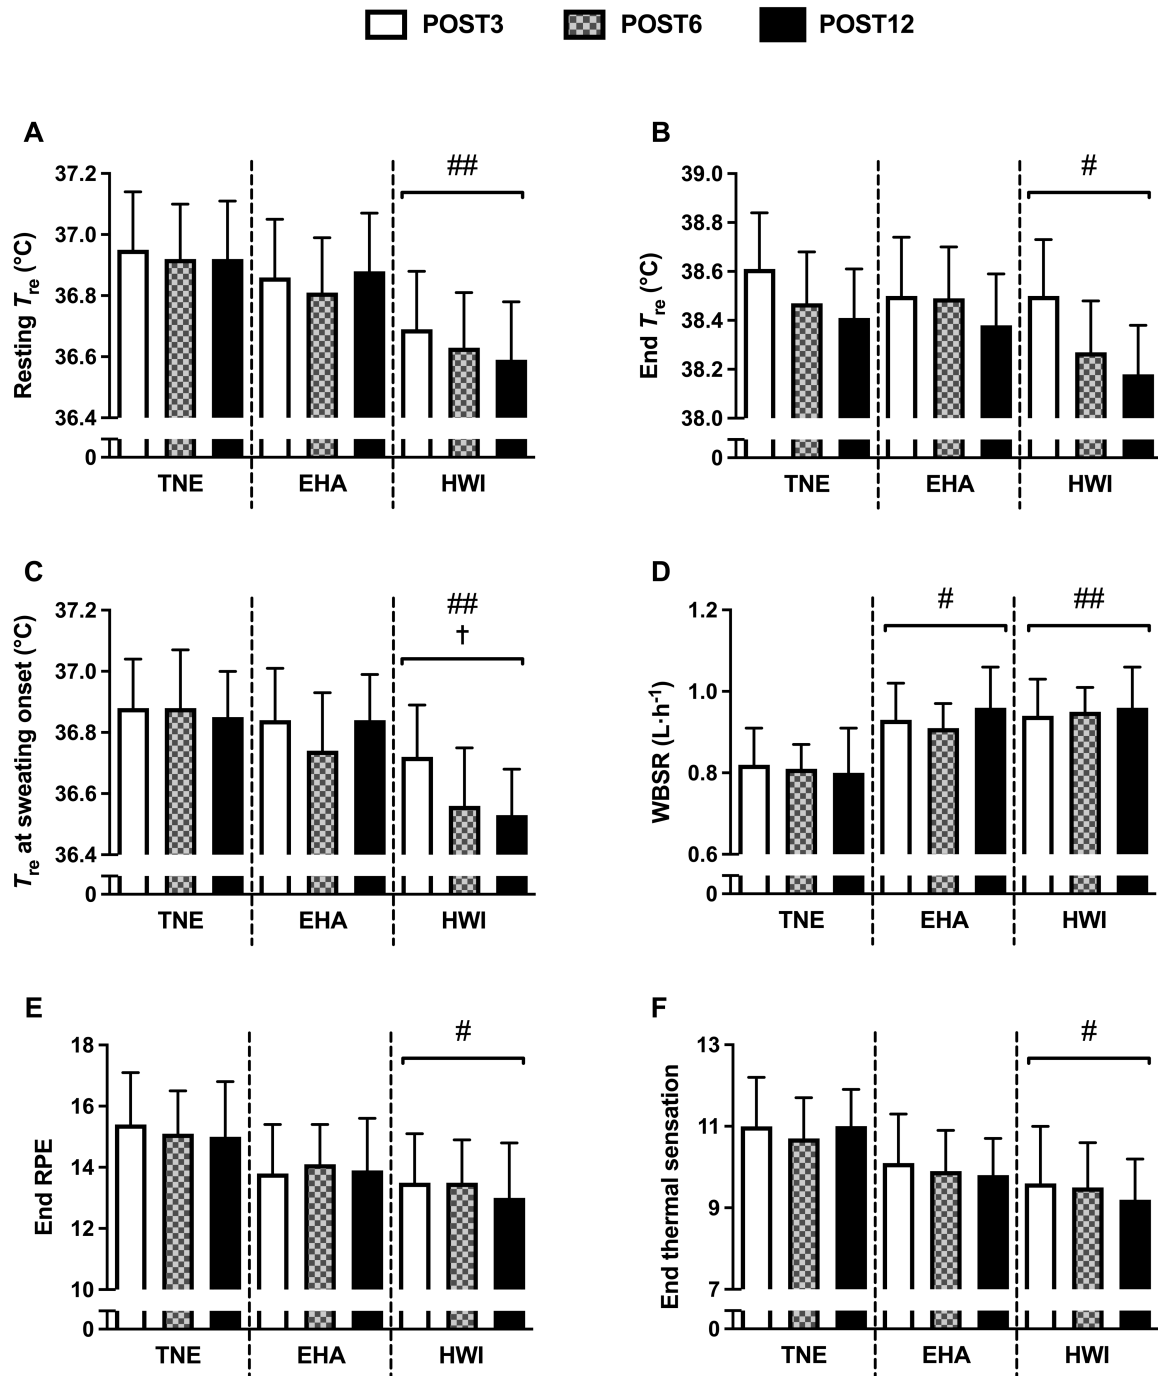 POST3 POST6 POST12
A
Resting Tre (°C)
37.2
37.0
36.8
36.6
36.4
0
##
TNE EHA HWI
B
End Tre (°C)
39.0
38.8
38.6
38.4
38.2
38.0
0
#
TNE EHA HWI
C
Tre at sweating onset (°C)
37.2
37.0
36.8
36.6
36.4
0
##
†
TNE EHA HWI
D
WBSR (L·h-1)
1.2
1.0
0.8
0.6
0
#
##
TNE EHA HWI
E
End RPE
18
16
14
12
10
0
#
TNE EHA HWI
F
End thermal sensation
13
11
9
7
0
#
TNE EHA HWI